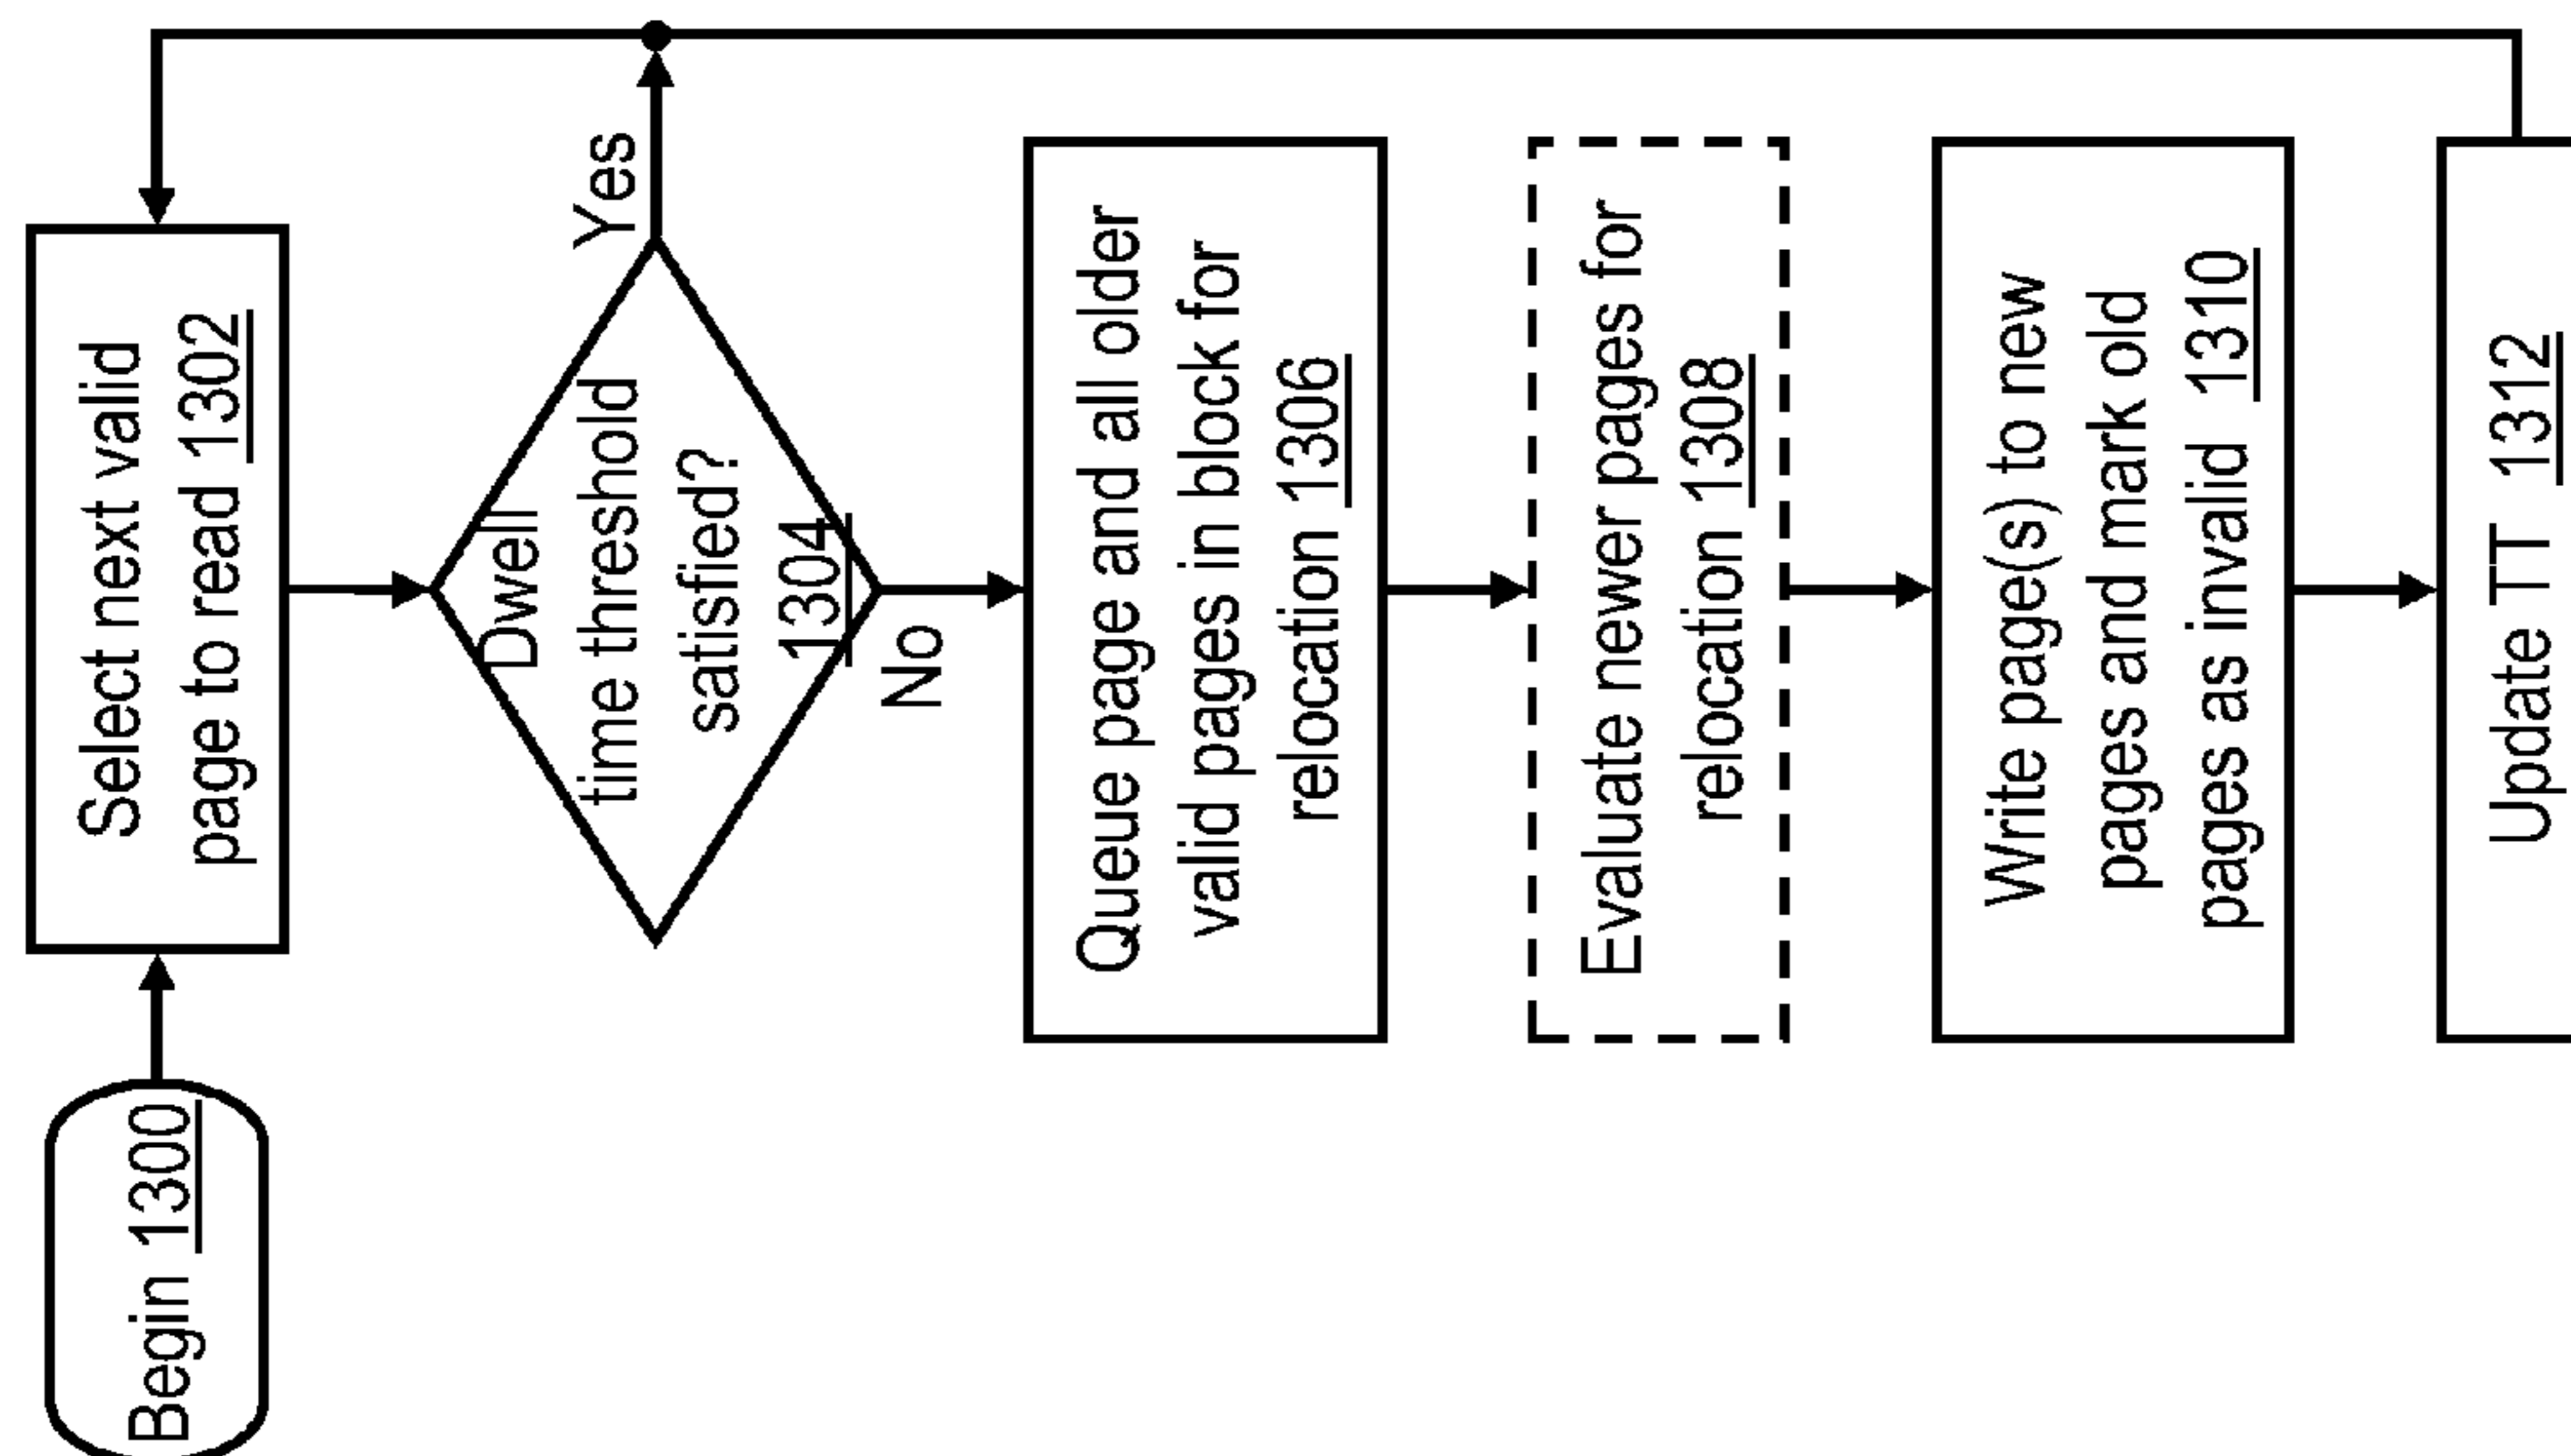 Begin 1300
Select next valid
page to read 1302
Dwell
time threshold
satisfied?
1304
Yes
No
Queue page and all older
valid pages in block for
relocation 1306
Evaluate newer pages for
relocation 1308
Write page(s) to new
pages and mark old
pages as invalid 1310
Update TT 1312